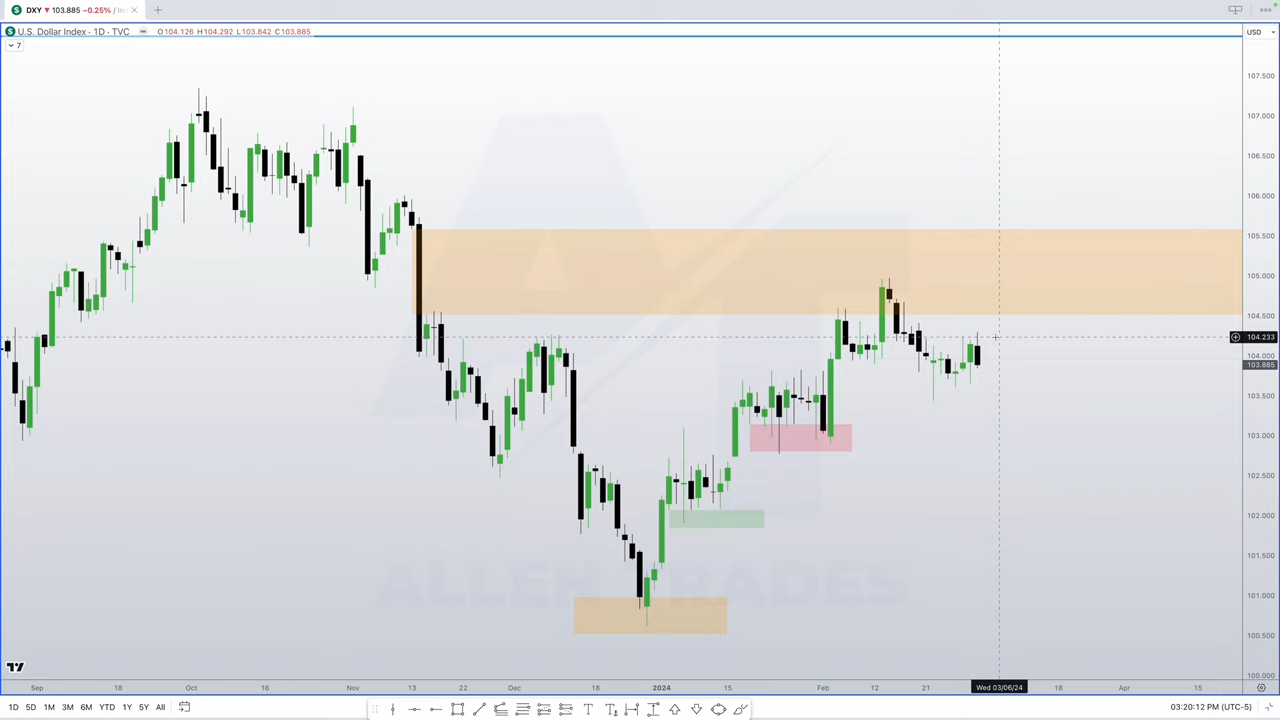 DXY ▼ 103.885 −0.25% / In
U.S. Dollar Index · 1D · TVC O104.126 H104.292 L103.842 C103.885
USD
7
107.500
107.000
106.500
106.000
105.500
105.000
104.500
104.233
104.000
103.885
103.500
103.000
102.500
102.000
101.500
101.000
100.500
100.000
ALLEN TRADES
Sep 18 Oct 16 Nov 13 22 Dec 18 2024 15 Feb 12 21 Wed 03/06/24 18 Apr 15
1D 5D 1M 3M 6M YTD 1Y 5Y All
03:20:12 PM (UTC-5)